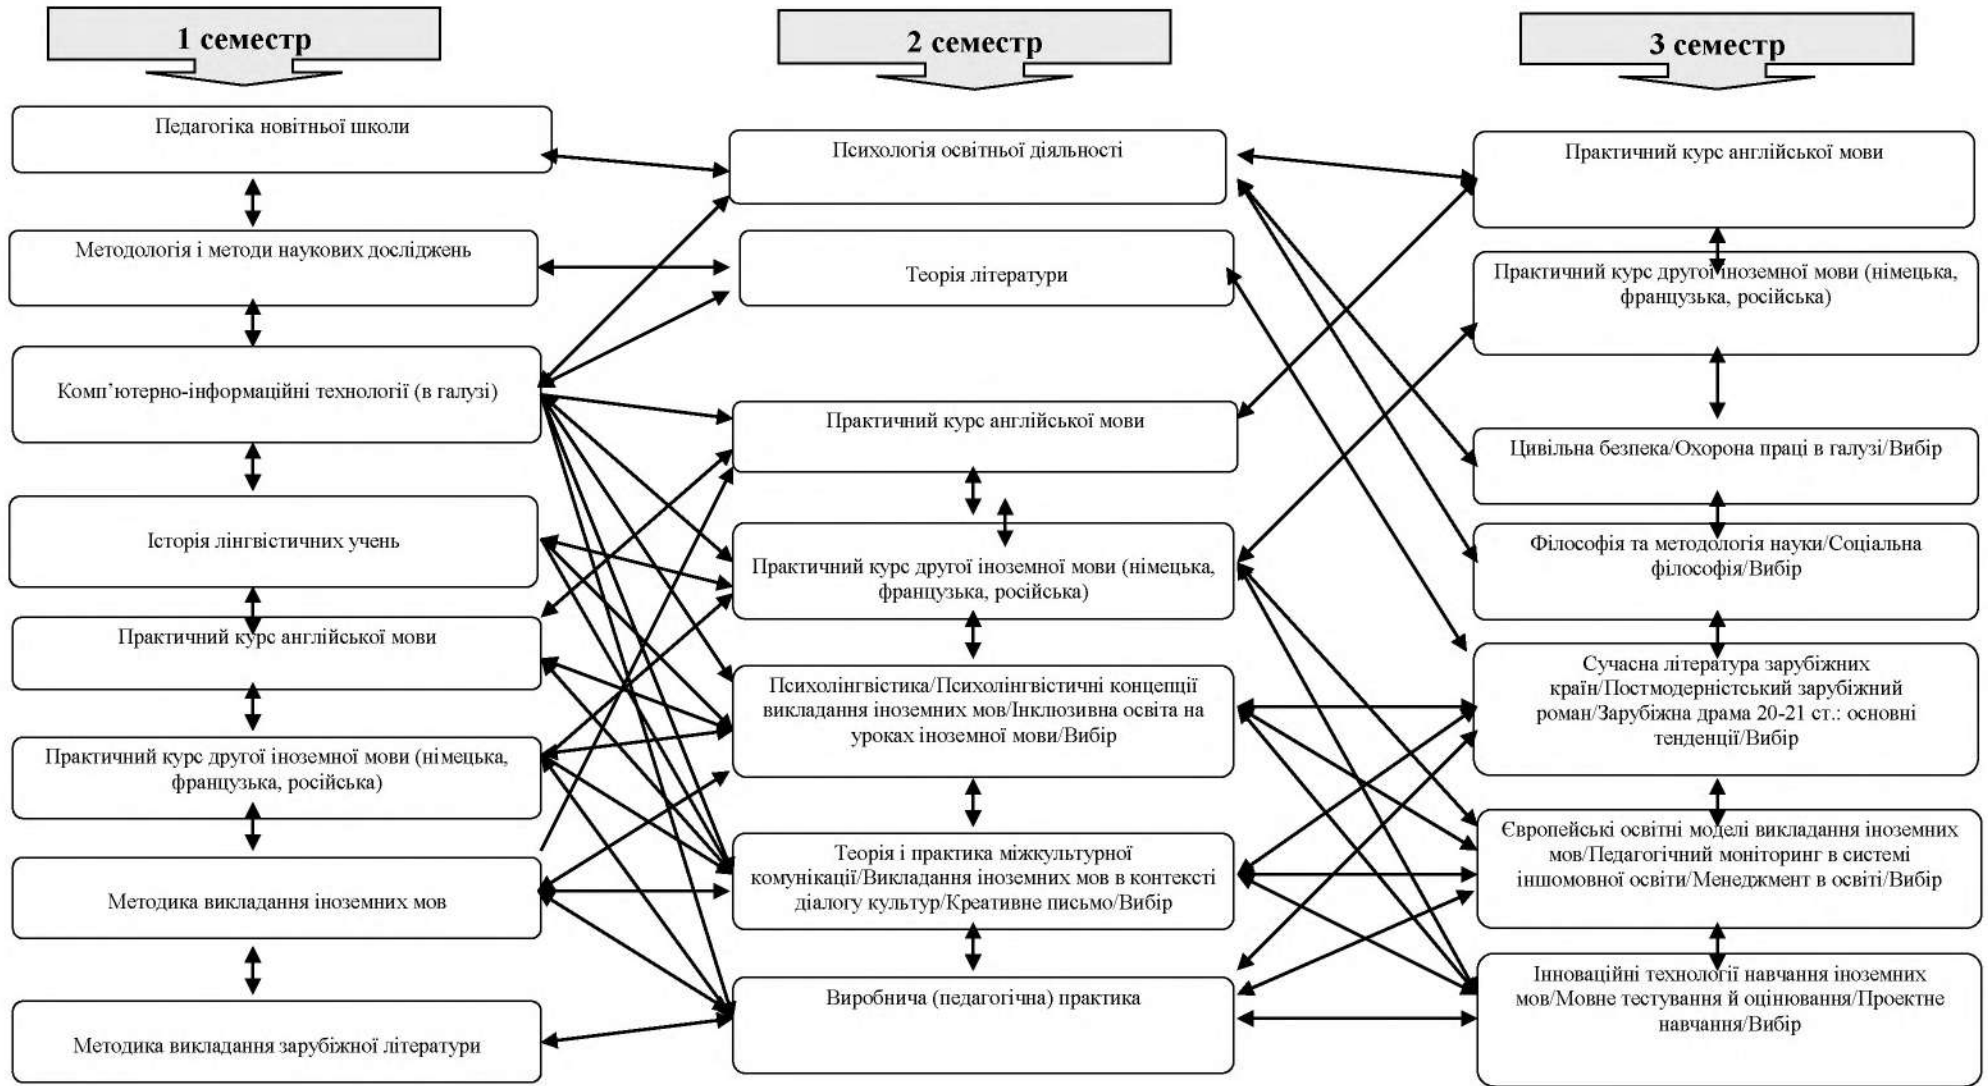 1 семестр
2 семестр
3 семестр
Педагогіка новітньої школи
Методологія і методи наукових досліджень
Комп’ютерно-інформаційні технології (в галузі)
Історія лінгвістичних учень
Практичний курс англійської мови
Практичний курс другої іноземної мови (німецька,
французька, російська)
Методика викладання іноземних мов
Методика викладання зарубіжної літератури
Психологія освітньої діяльності
Теорія літератури
Практичний курс англійської мови
Практичний курс другої іноземної мови (німецька,
французька, російська)
Психолінгвістика/Психолінгвістичні концепції
викладання іноземних мов/Інклюзивна освіта на
уроках іноземної мови/Вибір
Теорія і практика міжкультурної
комунікації/Викладання іноземних мов в контексті
діалогу культур/Креативне письмо/Вибір
Виробнича (педагогічна) практика
Практичний курс англійської мови
Практичний курс другої іноземної мови (німецька,
французька, російська)
Цивільна безпека/Охорона праці в галузі/Вибір
Філософія та методологія науки/Соціальна
філософія/Вибір
Сучасна література зарубіжних
країн/Постмодерністський зарубіжний
роман/Зарубіжна драма 20-21 ст.: основні
тенденції/Вибір
Європейські освітні моделі викладання іноземних
мов/Педагогічний моніторинг в системі
іншомовної освіти/Менеджмент в освіті/Вибір
Інноваційні технології навчання іноземних
мов/Мовне тестування й оцінювання/Проектне
навчання/Вибір